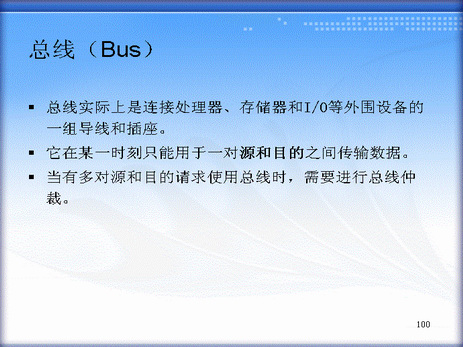 总线（Bus）
▪ 总线实际上是连接处理器、存储器和I/O等外围设备的
一组导线和插座。
▪ 它在某一时刻只能用于一对源和目的之间传输数据。
▪ 当有多对源和目的请求使用总线时，需要进行总线仲
裁。
100